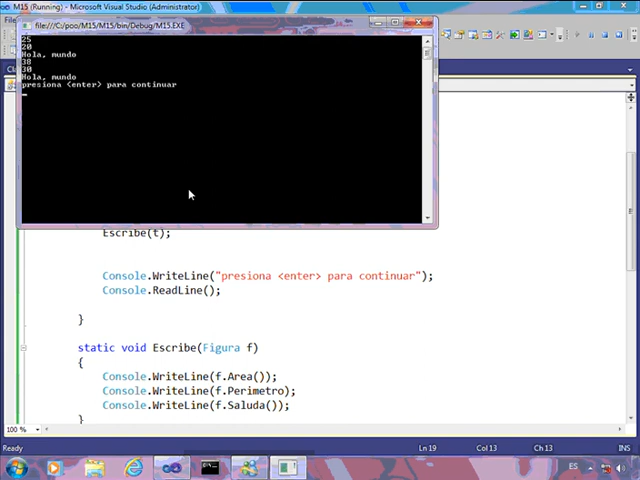 M15 (Running) - Microsoft Visual Studio (Administrator)
file:///C:/poo/M15/M15/bin/Debug/M15.EXE
25
20
Hola, mundo
38
30
Hola, mundo
presiona <enter> para continuar
Escribe(t);
Console.WriteLine("presiona <enter> para continuar");
Console.ReadLine();
}
static void Escribe(Figura f)
{
Console.WriteLine(f.Area());
Console.WriteLine(f.Perimetro);
Console.WriteLine(f.Saluda());
}
100 %
Ready
Ln 19
Col 13
Ch 13
INS
ES